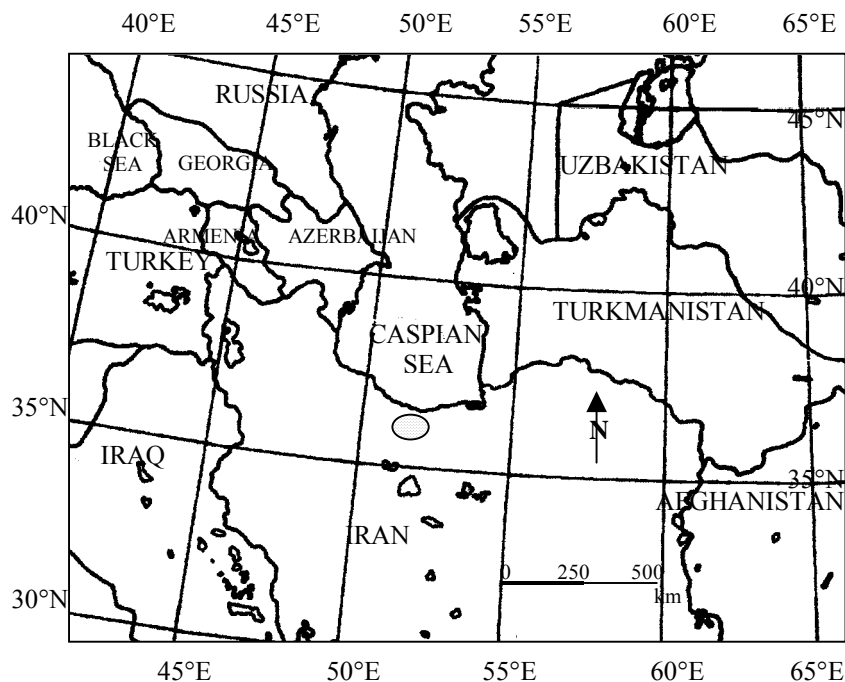 40°E 45°E 50°E 55°E 60°E 65°E
RUSSIA
45°N
BLACK
SEA
GEORGIA
UZBAKISTAN
40°N
ARMENIA
AZERBAIJAN
TURKEY
40°N
TURKMANISTAN
CASPIAN
SEA
35°N
N
IRAQ
35°N
AFGHANISTAN
IRAN
0 250 500
km
30°N
45°E 50°E 55°E 60°E 65°E